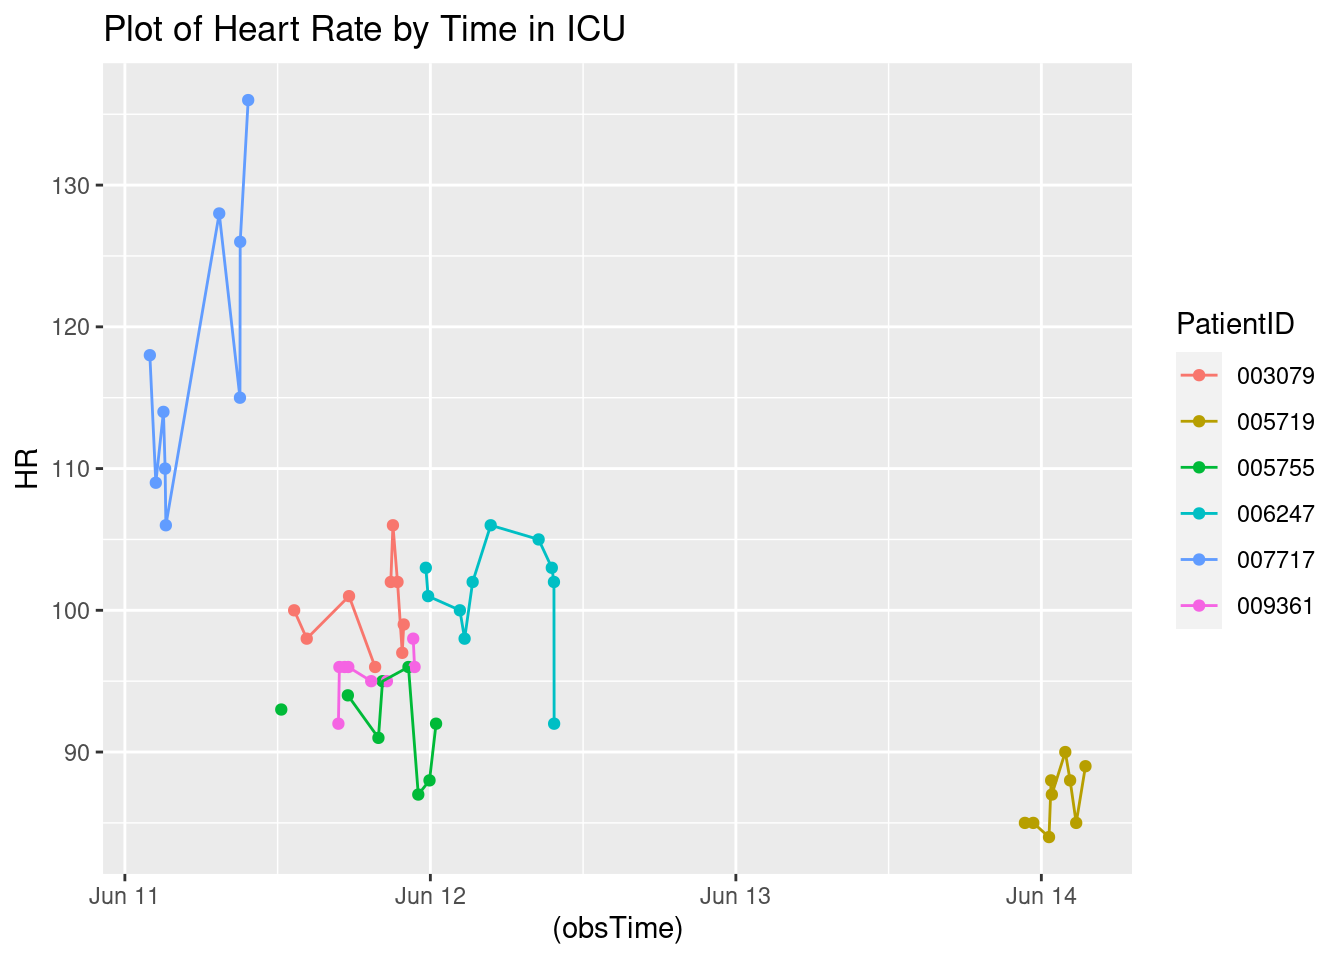 Plot of Heart Rate by Time in ICU
130
120
110
100
90
HR
Jun 11
Jun 12
Jun 13
Jun 14
(obsTime)
PatientID
003079
005719
005755
006247
007717
009361